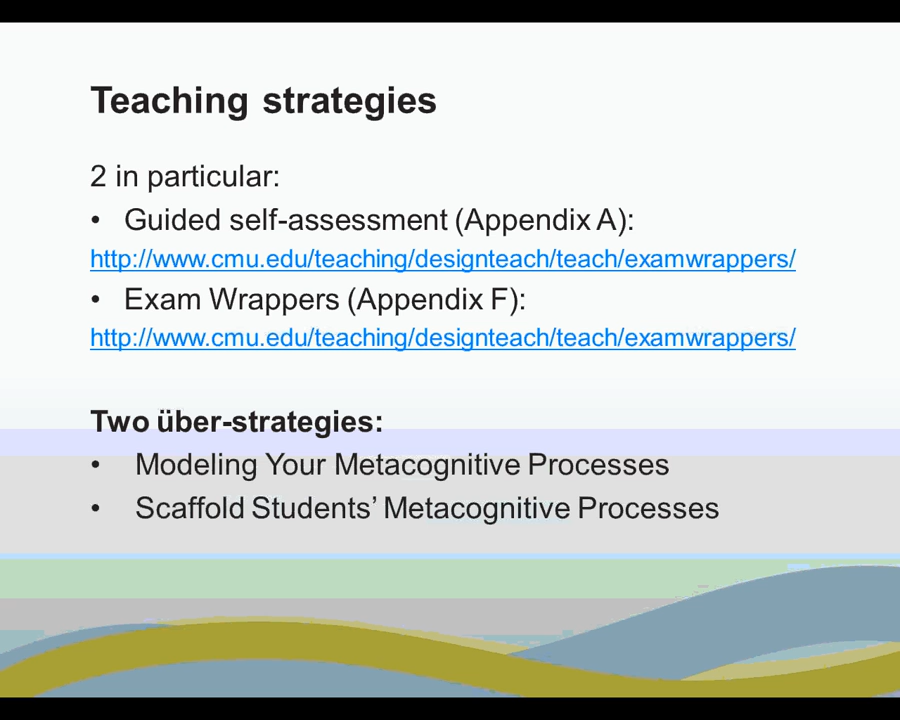 Teaching strategies
2 in particular:
• Guided self-assessment (Appendix A):
http://www.cmu.edu/teaching/designteach/teach/examwrappers/
• Exam Wrappers (Appendix F):
http://www.cmu.edu/teaching/designteach/teach/examwrappers/
Two über-strategies:
• Modeling Your Metacognitive Processes
• Scaffold Students’ Metacognitive Processes